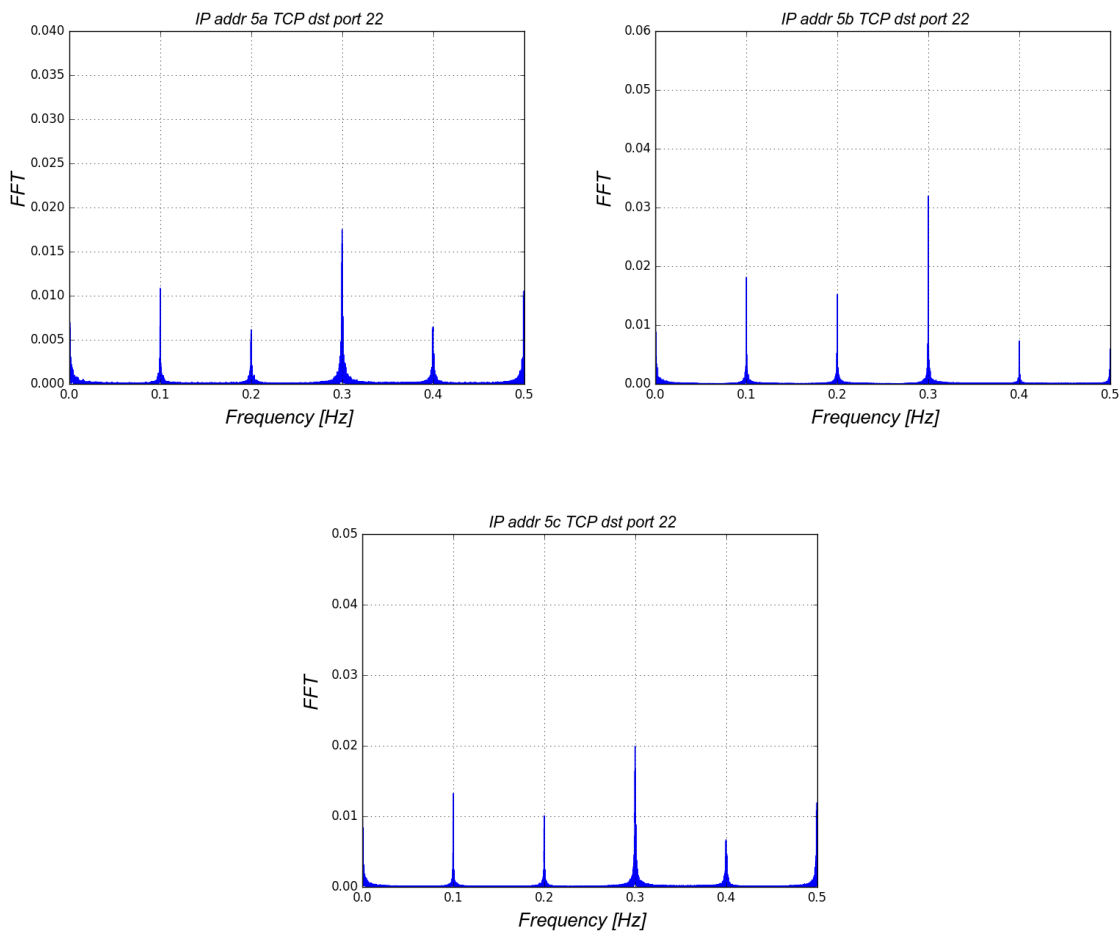 IP addr 5a TCP dst port 22
0.040
0.035
0.030
0.025
0.020
0.015
0.010
0.005
0.000
FFT
0.0 0.1 0.2 0.3 0.4 0.5
Frequency [Hz]
IP addr 5b TCP dst port 22
0.06
0.05
0.04
0.03
0.02
0.01
0.00
FFT
0.0 0.1 0.2 0.3 0.4 0.5
Frequency [Hz]
IP addr 5c TCP dst port 22
0.05
0.04
0.03
0.02
0.01
0.00
FFT
0.0 0.1 0.2 0.3 0.4 0.5
Frequency [Hz]